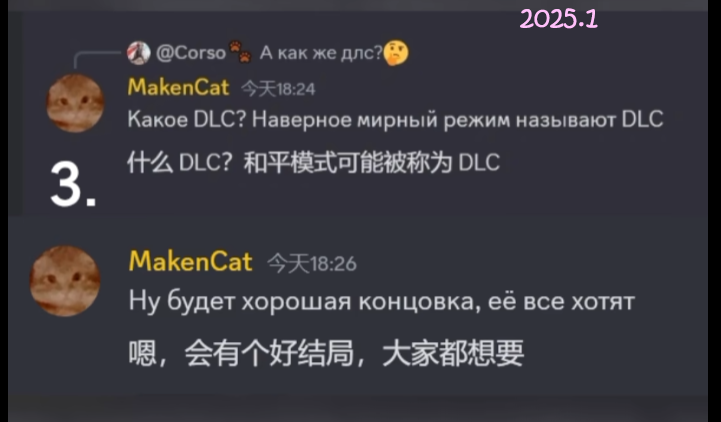 2025.1
@Corso🐾 А как же длс?🤔
MakenCat 今天18:24
Какое DLC? Наверное мирный режим называют DLC
什么 DLC？和平模式可能被称为 DLC
3.
MakenCat 今天18:26
Ну будет хорошая концовка, её все хотят
嗯，会有个好结局，大家都想要